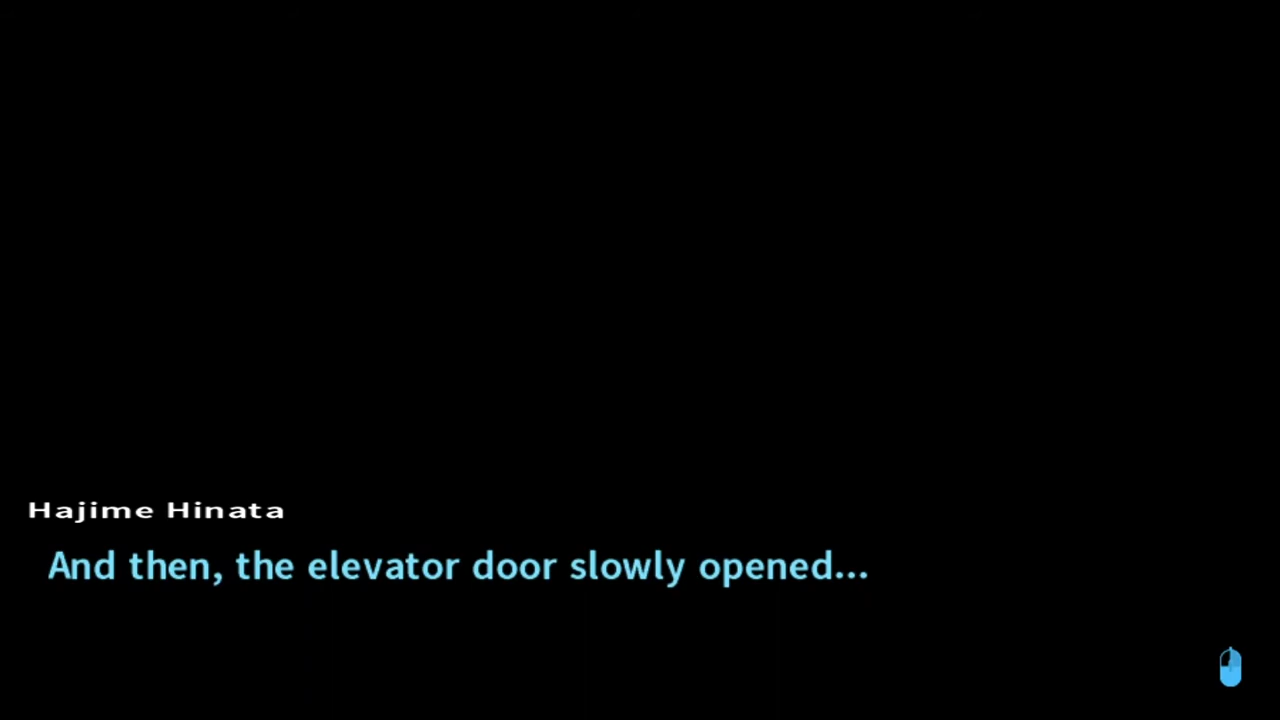 Hajime Hinata
And then, the elevator door slowly opened...